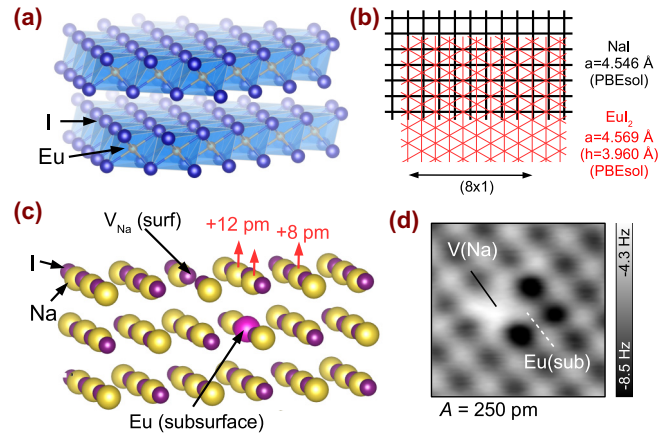 (a)
I
Eu
(b)
NaI
a=4.546 Å
(PBEsol)
EuI₂
a=4.569 Å
(h=3.960 Å)
(PBEsol)
(8x1)
(c)
V_Na (surf)
+12 pm
+8 pm
I
Na
Eu (subsurface)
(d)
V(Na)
Eu(sub)
-4.3 Hz
-8.5 Hz
A = 250 pm